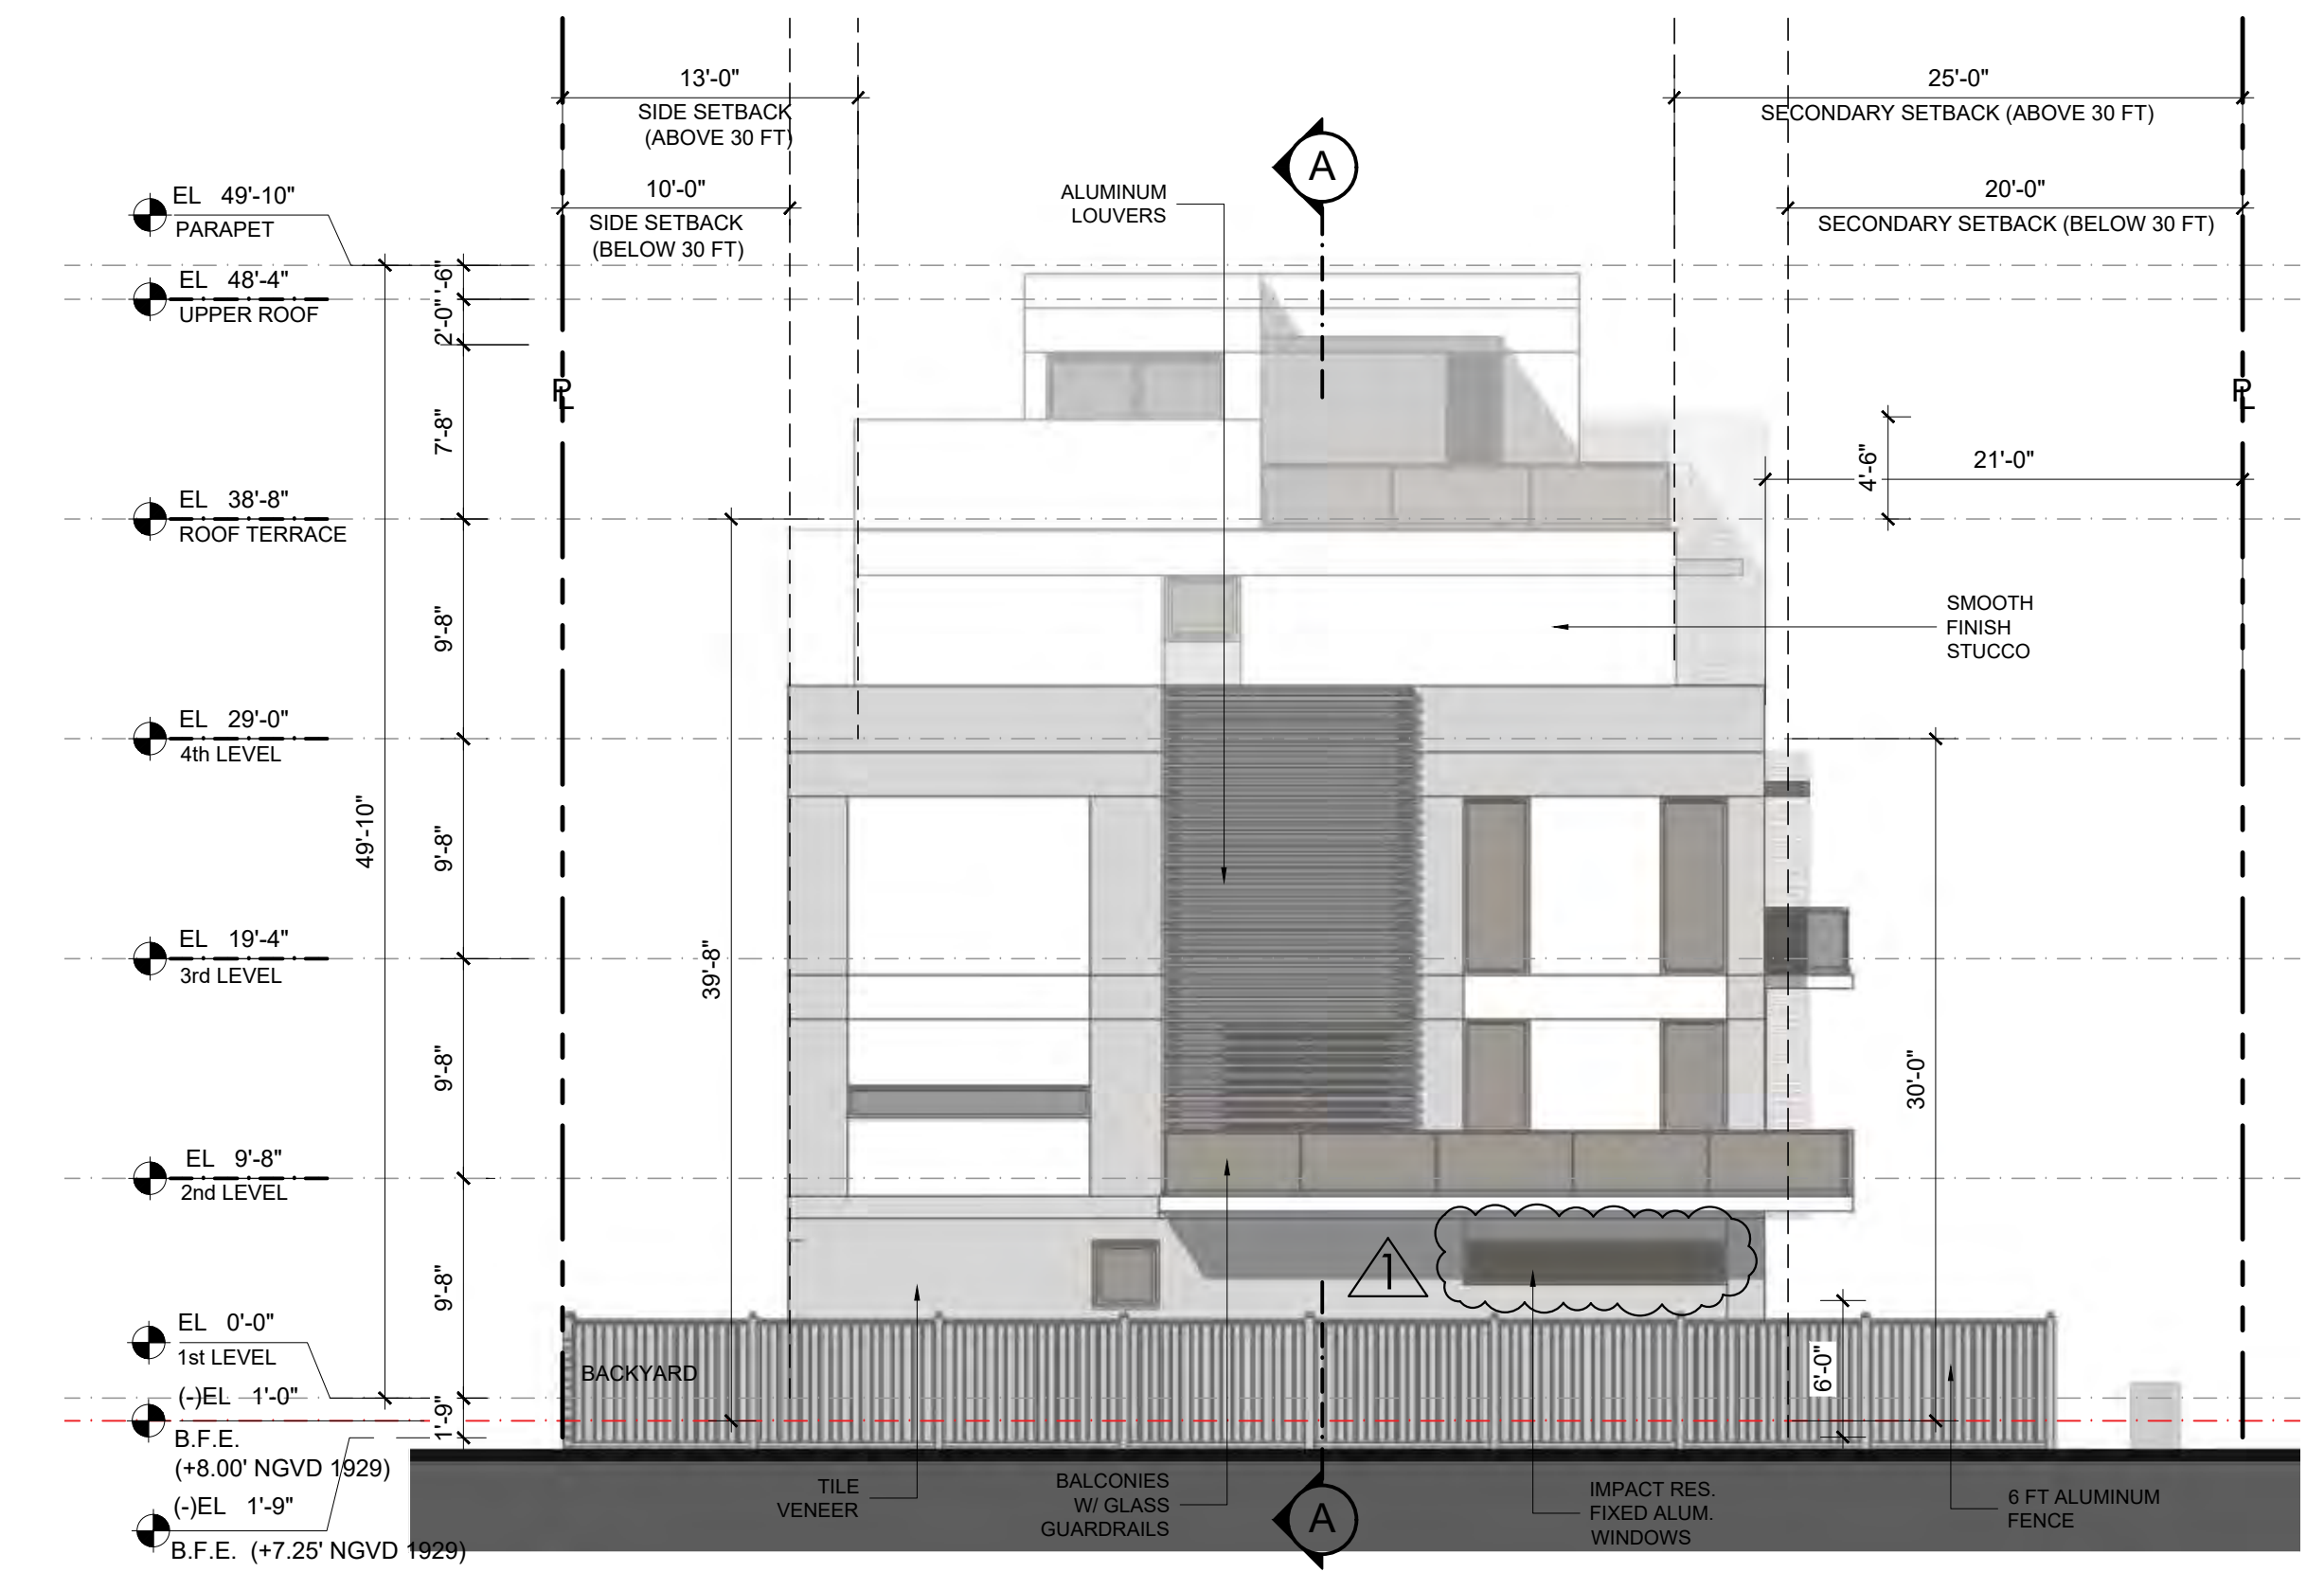 13'-0"
SIDE SETBACK
(ABOVE 30 FT)
25'-0"
SECONDARY SETBACK (ABOVE 30 FT)
A
10'-0"
SIDE SETBACK
(BELOW 30 FT)
ALUMINUM
LOUVERS
20'-0"
SECONDARY SETBACK (BELOW 30 FT)
EL 49'-10"
PARAPET
EL 48'-4"
UPPER ROOF
2'-0"
PL
PL
7'-8"
4'-6"
21'-0"
EL 38'-8"
ROOF TERRACE
9'-8"
SMOOTH
FINISH
STUCCO
EL 29'-0"
4th LEVEL
49'-10"
9'-8"
EL 19'-4"
3rd LEVEL
39'-8"
9'-8"
30'-0"
EL 9'-8"
2nd LEVEL
1
9'-8"
EL 0'-0"
1st LEVEL
BACKYARD
6'-0"
(-)EL 1'-0"
1'-9"
B.F.E.
(+8.00' NGVD 1929)
(-)EL 1'-9"
B.F.E. (+7.25' NGVD 1929)
TILE
VENEER
BALCONIES
W/ GLASS
GUARDRAILS
A
IMPACT RES.
FIXED ALUM.
WINDOWS
6 FT ALUMINUM
FENCE